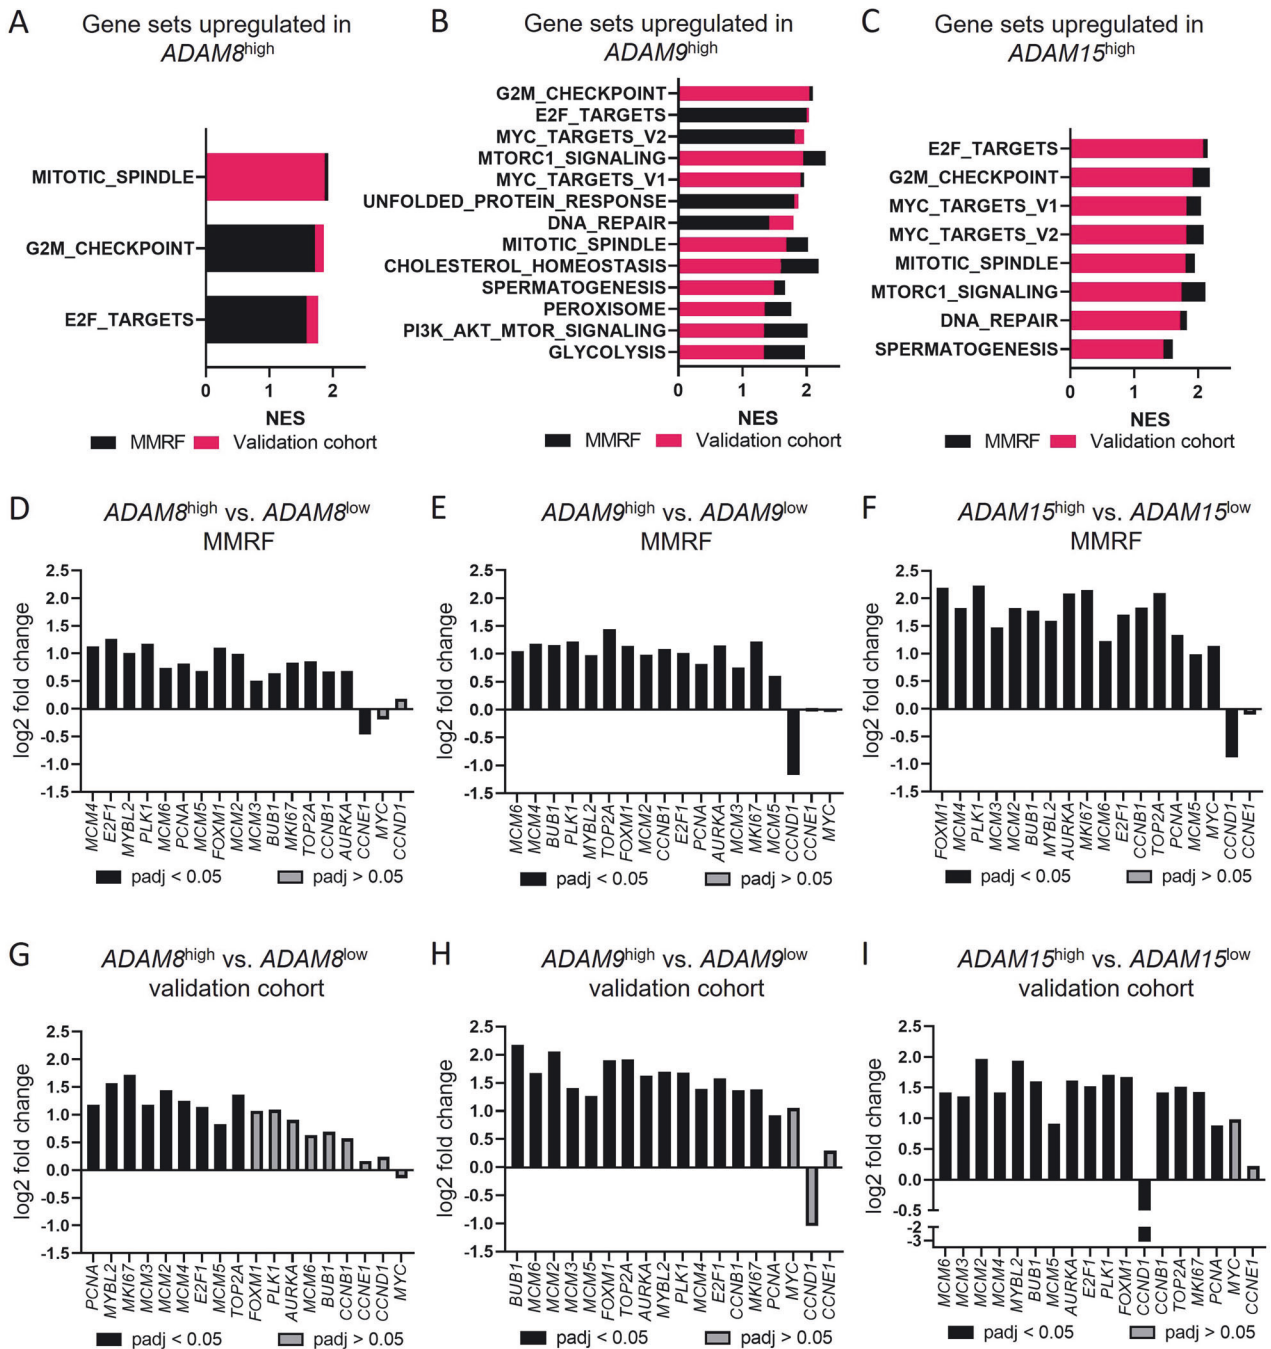 A
Gene sets upregulated in
ADAM8high
MITOTIC_SPINDLE
G2M_CHECKPOINT
E2F_TARGETS
0 1 2
NES
MMRF Validation cohort
B
Gene sets upregulated in
ADAM9high
G2M_CHECKPOINT
E2F_TARGETS
MYC_TARGETS_V2
MTORC1_SIGNALING
MYC_TARGETS_V1
UNFOLDED_PROTEIN_RESPONSE
DNA_REPAIR
MITOTIC_SPINDLE
CHOLESTEROL_HOMEOSTASIS
SPERMATOGENESIS
PEROXISOME
PI3K_AKT_MTOR_SIGNALING
GLYCOLYSIS
0 1 2
NES
MMRF Validation cohort
C
Gene sets upregulated in
ADAM15high
E2F_TARGETS
G2M_CHECKPOINT
MYC_TARGETS_V1
MYC_TARGETS_V2
MITOTIC_SPINDLE
MTORC1_SIGNALING
DNA_REPAIR
SPERMATOGENESIS
0 1 2
NES
MMRF Validation cohort
D
ADAM8high vs. ADAM8low
MMRF
log2 fold change
2.5
2.0
1.5
1.0
0.5
0.0
-0.5
-1.0
-1.5
MCM4
E2F1
MYBL2
PLK1
MCM6
PCNA
MCM5
FOXM1
MCM2
MCM3
BUB1
MKI67
TOP2A
CCNB1
AURKA
CCNE1
MYC
CCND1
padj < 0.05 padj > 0.05
E
ADAM9high vs. ADAM9low
MMRF
log2 fold change
2.5
2.0
1.5
1.0
0.5
0.0
-0.5
-1.0
-1.5
MCM6
MCM4
BUB1
PLK1
MYBL2
TOP2A
FOXM1
MCM2
CCNB1
E2F1
PCNA
AURKA
MCM3
MKI67
MCM5
CCND1
CCNE1
MYC
padj < 0.05 padj > 0.05
F
ADAM15high vs. ADAM15low
MMRF
log2 fold change
2.5
2.0
1.5
1.0
0.5
0.0
-0.5
-1.0
-1.5
FOXM1
MCM4
PLK1
MCM3
MCM2
BUB1
MYBL2
AURKA
MKI67
MCM6
E2F1
CCNB1
TOP2A
PCNA
MCM5
MYC
CCND1
CCNE1
padj < 0.05 padj > 0.05
G
ADAM8high vs. ADAM8low
validation cohort
log2 fold change
2.5
2.0
1.5
1.0
0.5
0.0
-0.5
-1.0
-1.5
PCNA
MYBL2
MKI67
MCM3
MCM2
MCM4
E2F1
MCM5
TOP2A
FOXM1
PLK1
AURKA
MCM6
BUB1
CCNB1
CCNE1
CCND1
MYC
padj < 0.05 padj > 0.05
H
ADAM9high vs. ADAM9low
validation cohort
log2 fold change
2.5
2.0
1.5
1.0
0.5
0.0
-0.5
-1.0
-1.5
BUB1
MCM6
MCM2
MCM3
MCM5
FOXM1
TOP2A
AURKA
MYBL2
PLK1
MCM4
E2F1
CCNB1
MKI67
PCNA
MYC
CCND1
CCNE1
padj < 0.05 padj > 0.05
I
ADAM15high vs. ADAM15low
validation cohort
log2 fold change
2.5
2.0
1.5
1.0
0.5
0.0
-0.5
-2
-3
MCM6
MCM3
MCM2
MCM4
MYBL2
BUB1
MCM5
AURKA
E2F1
PLK1
FOXM1
CCND1
CCNB1
TOP2A
MKI67
PCNA
MYC
CCNE1
padj < 0.05 padj > 0.05